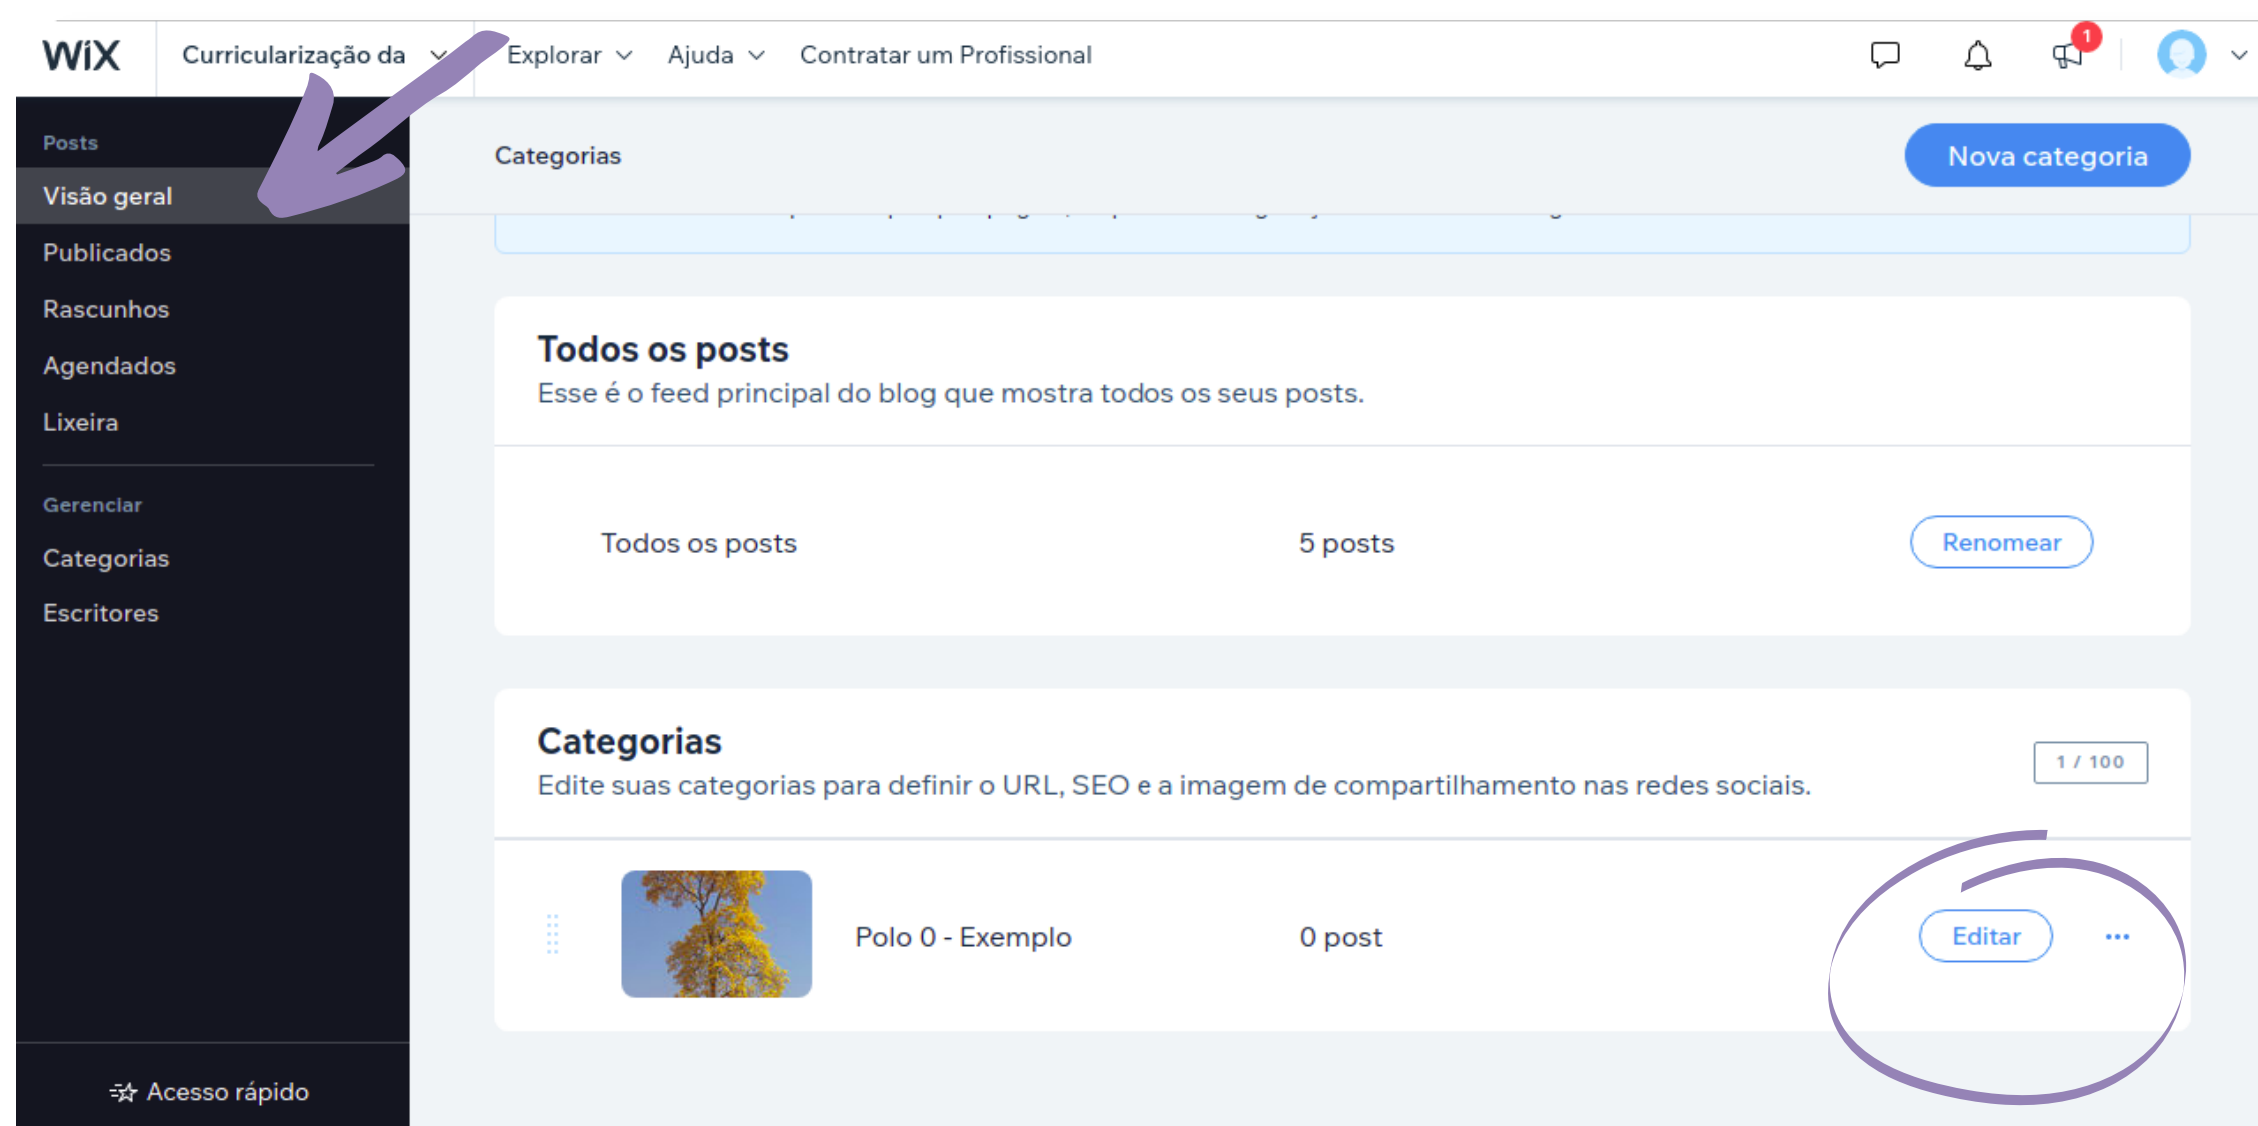 WiX
Curricularização da
Explorar
Ajuda
Contratar um Profissional
1
Posts
Visão geral
Publicados
Rascunhos
Agendados
Lixeira
Gerenciar
Categorias
Escritores
Acesso rápido
Categorias
Nova categoria
Todos os posts
Esse é o feed principal do blog que mostra todos os seus posts.
Todos os posts
5 posts
Renomear
Categorias
1 / 100
Edite suas categorias para definir o URL, SEO e a imagem de compartilhamento nas redes sociais.
Polo 0 - Exemplo
0 post
Editar